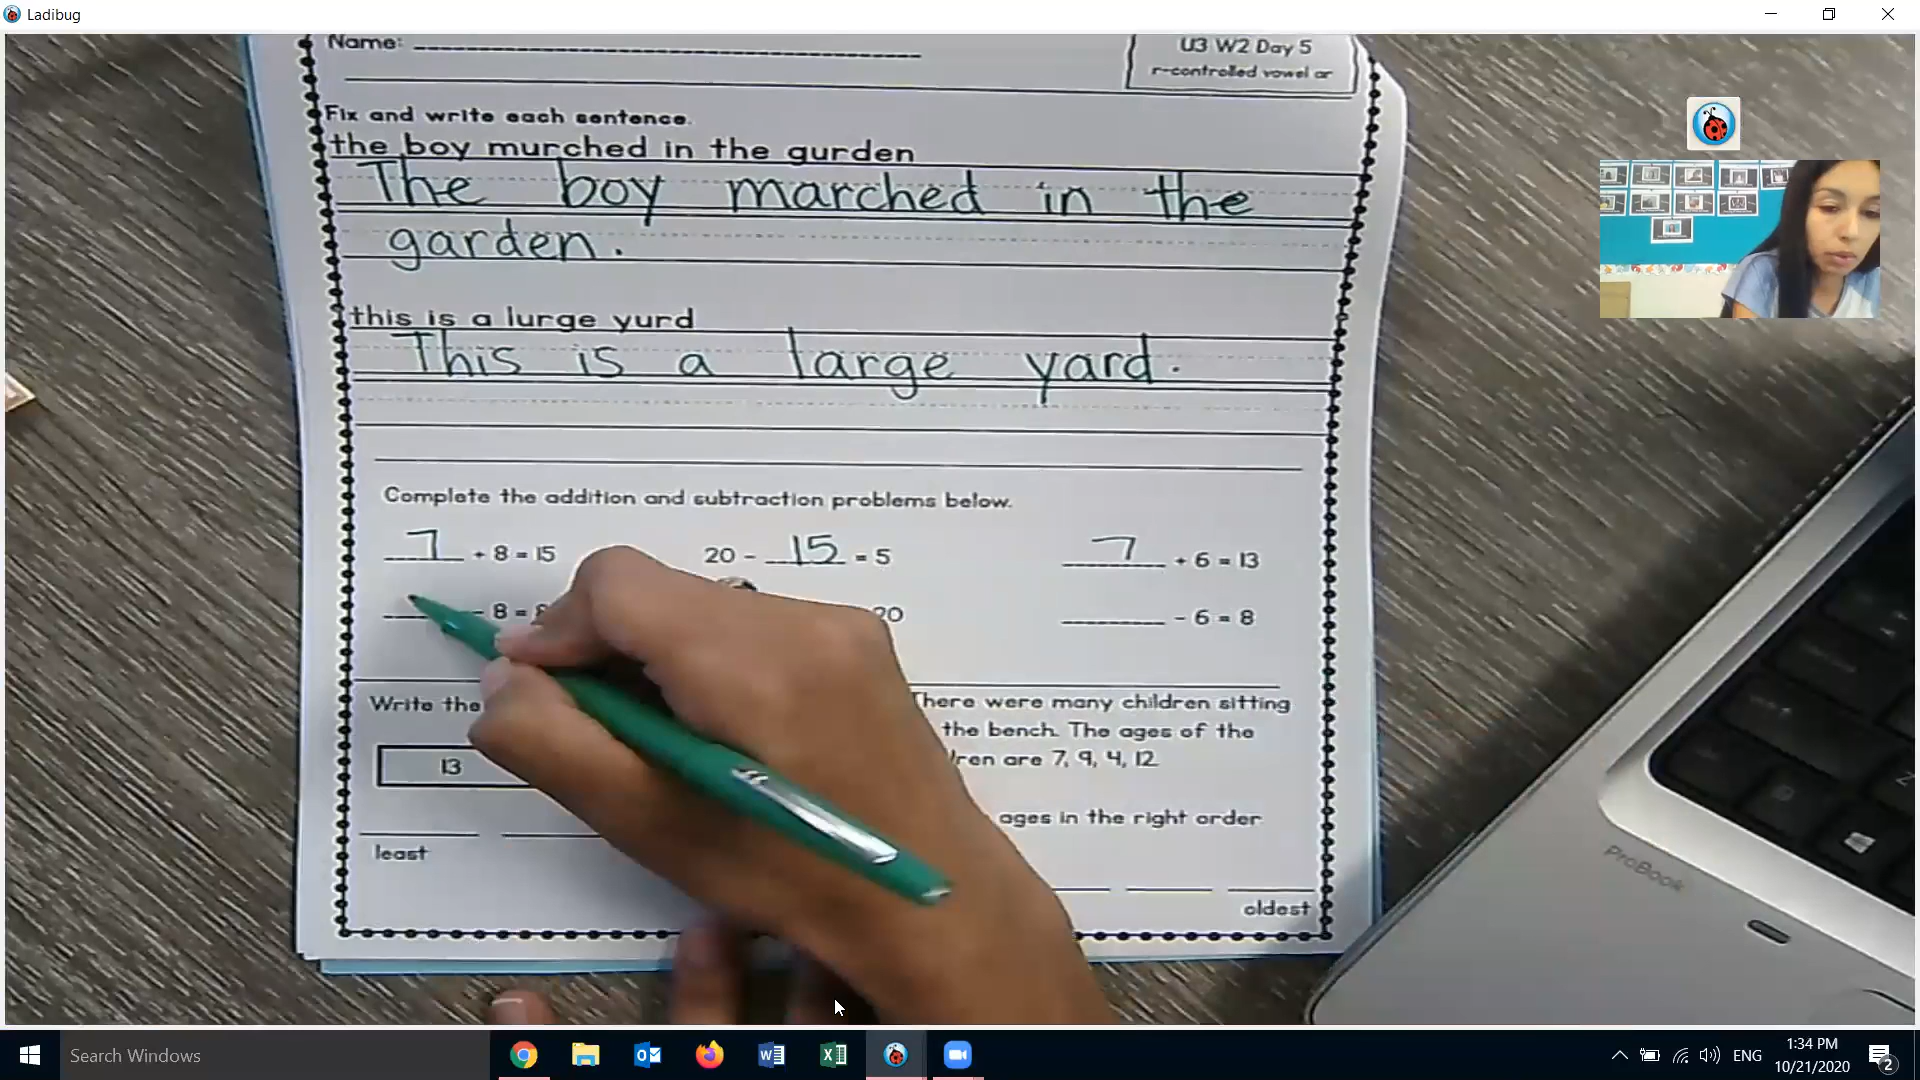 Ladibug
Name:
U3 W2 Day 5
r-controlled vowel ar
Fix and write each sentence.
the boy murched in the gurden
The boy marched in the
garden.
this is a lurge yurd
This is a large yard.
Complete the addition and subtraction problems below.
7 + 8 = 15
20 - 15 = 5
7 + 6 = 13
- 8 =
20
- 6 = 8
Write the
13
least
There were many children sitting
the bench. The ages of the
are 7, 9, 4, 12
ages in the right order
oldest
ProBook
Search Windows
ENG
1:34 PM
10/21/2020
2